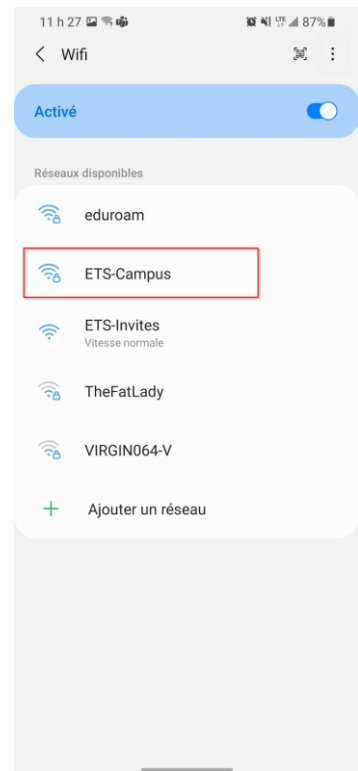 11 h 27 LTE 87%
Wifi
Activé
Réseaux disponibles
eduroam
ETS-Campus
ETS-Invites
Vitesse normale
TheFatLady
VIRGIN064-V
Ajouter un réseau